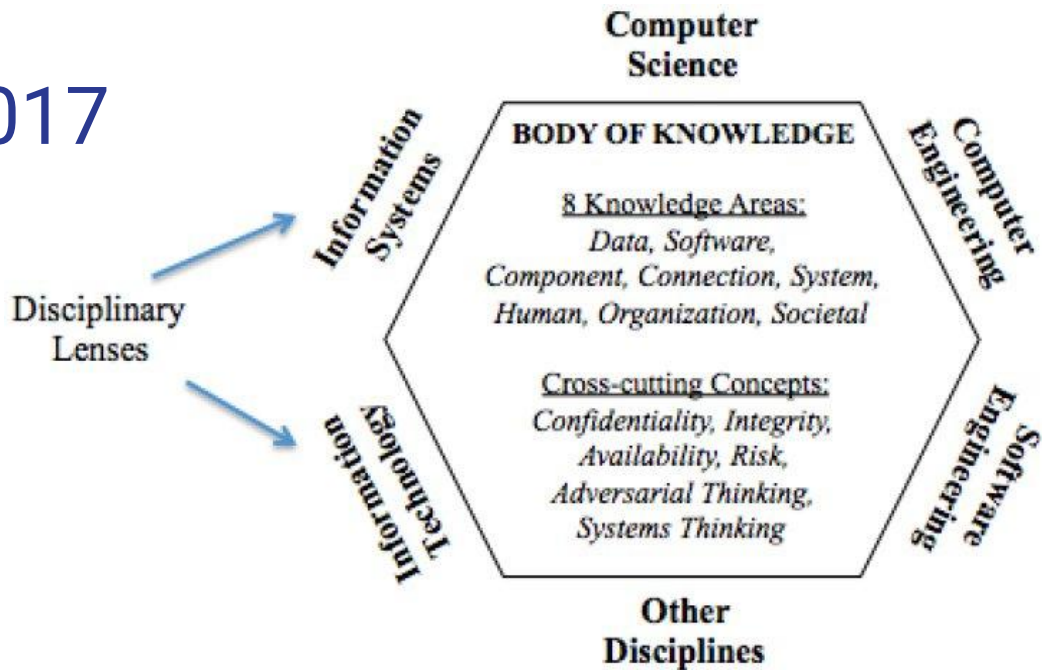 017
Computer
Science
Information
Systems
Computer
Engineering
BODY OF KNOWLEDGE
8 Knowledge Areas:
Data, Software,
Component, Connection, System,
Human, Organization, Societal
Disciplinary
Lenses
Cross-cutting Concepts:
Confidentiality, Integrity,
Availability, Risk,
Adversarial Thinking,
Systems Thinking
Information
Technology
Software
Engineering
Other
Disciplines